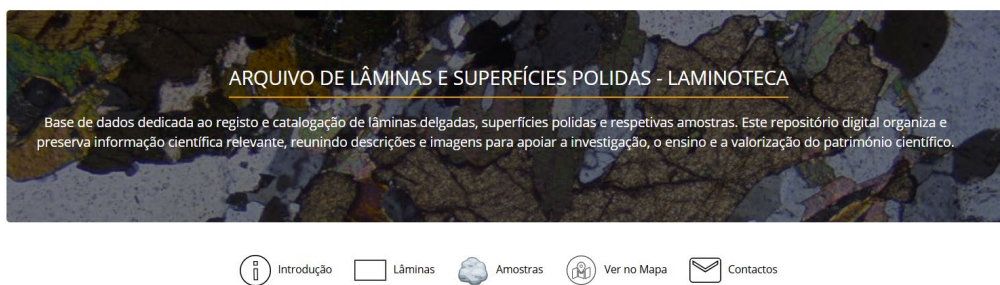 ARQUIVO DE LÂMINAS E SUPERFÍCIES POLIDAS - LAMINOTECA
Base de dados dedicada ao registo e catalogação de lâminas delgadas, superfícies polidas e respetivas amostras. Este repositório digital organiza e
preserva informação científica relevante, reunindo descrições e imagens para apoiar a investigação, o ensino e a valorização do património científico.
Introdução Lâminas Amostras Ver no Mapa Contactos